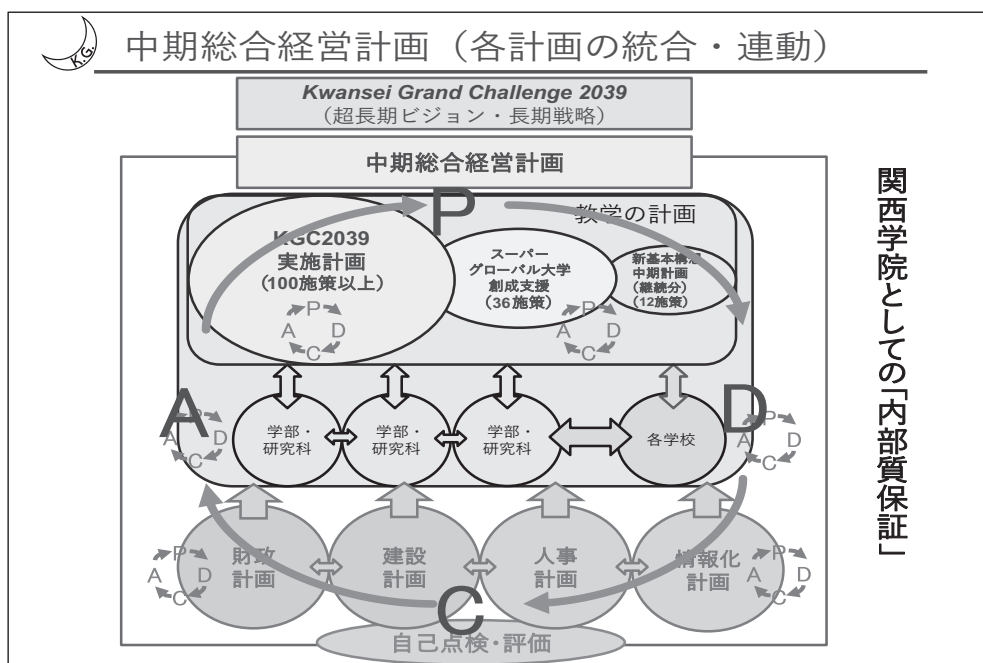 K.G.
中期総合経営計画（各計画の統合・連動）
Kwansei Grand Challenge 2039
（超長期ビジョン・長期戦略）
中期総合経営計画
P
教学の計画
KGC2039
実施計画
(100施策以上)
スーパー
グローバル大学
創成支援
(36施策)
新基本構想
中期計画
(継続分)
(12施策)
P
A
D
C
P
A
D
C
A
D
P
A
D
C
学部・
研究科
学部・
研究科
学部・
研究科
各学校
P
A
D
C
財政
計画
建設
計画
人事
計画
情報化
計画
P
A
D
C
P
A
D
C
C
自己点検・評価
関西学院としての「内部質保証」